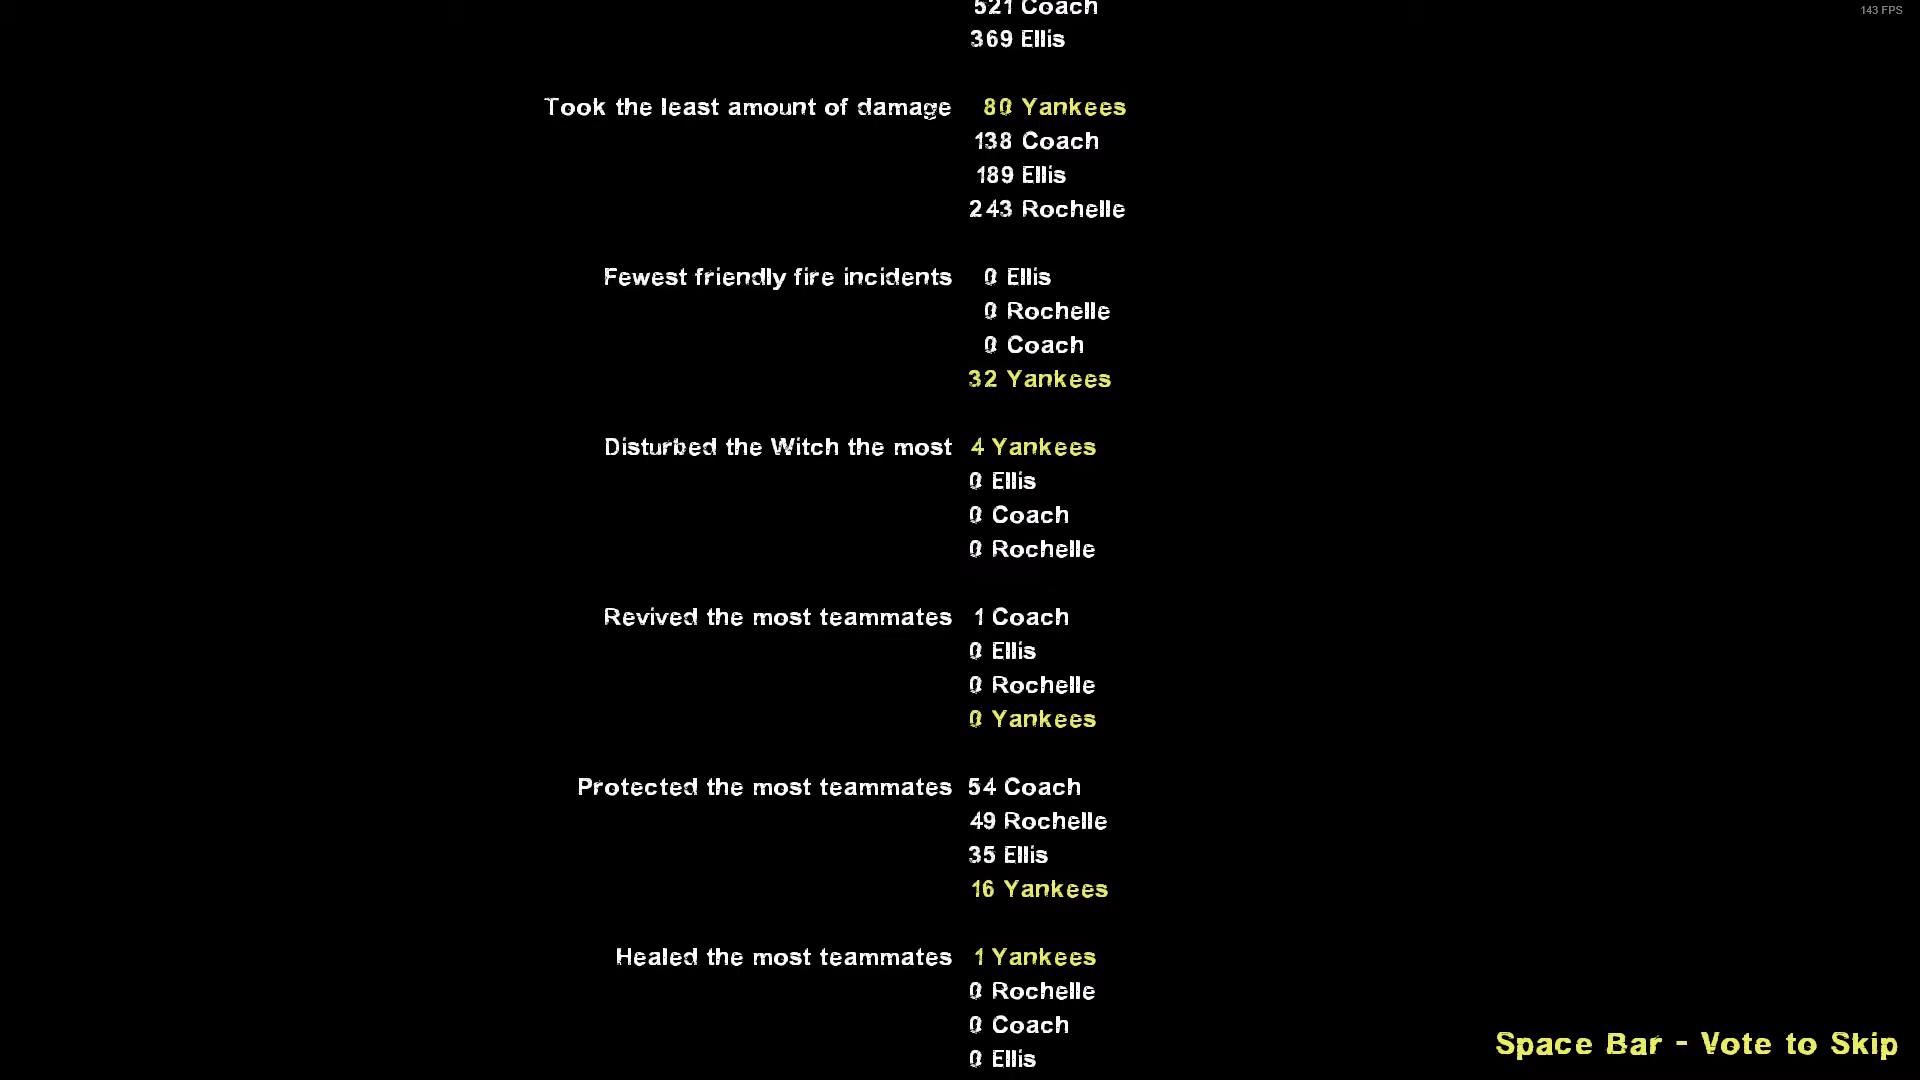 521 Coach
143 FPS
369 Ellis
Took the least amount of damage 80 Yankees
138 Coach
189 Ellis
243 Rochelle
Fewest friendly fire incidents 0 Ellis
0 Rochelle
0 Coach
32 Yankees
Disturbed the Witch the most 4 Yankees
0 Ellis
0 Coach
0 Rochelle
Revived the most teammates 1 Coach
0 Ellis
0 Rochelle
0 Yankees
Protected the most teammates 54 Coach
49 Rochelle
35 Ellis
16 Yankees
Healed the most teammates 1 Yankees
0 Rochelle
0 Coach
0 Ellis
Space Bar - Vote to Skip